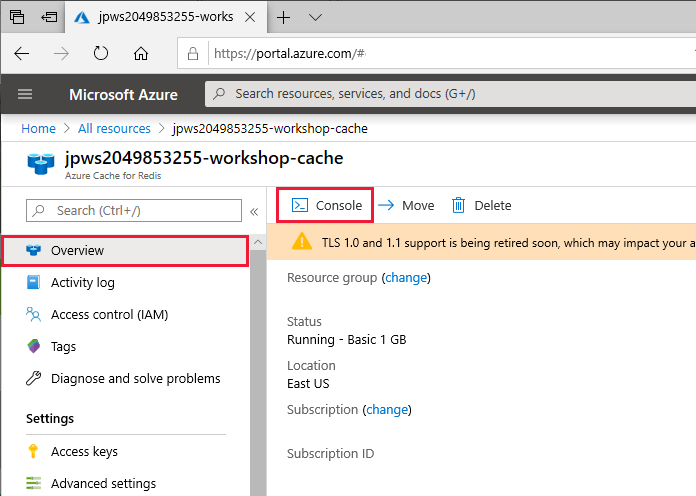 jpws2049853255-works
https://portal.azure.com/#
Microsoft Azure
Search resources, services, and docs (G+/)
Home > All resources > jpws2049853255-workshop-cache
jpws2049853255-workshop-cache
Azure Cache for Redis
Search (Ctrl+/)
«
Overview
Activity log
Access control (IAM)
Tags
Diagnose and solve problems
Settings
Access keys
Advanced settings
Console
Move
Delete
TLS 1.0 and 1.1 support is being retired soon, which may impact your a
Resource group (change)
Status
Running - Basic 1 GB
Location
East US
Subscription (change)
Subscription ID